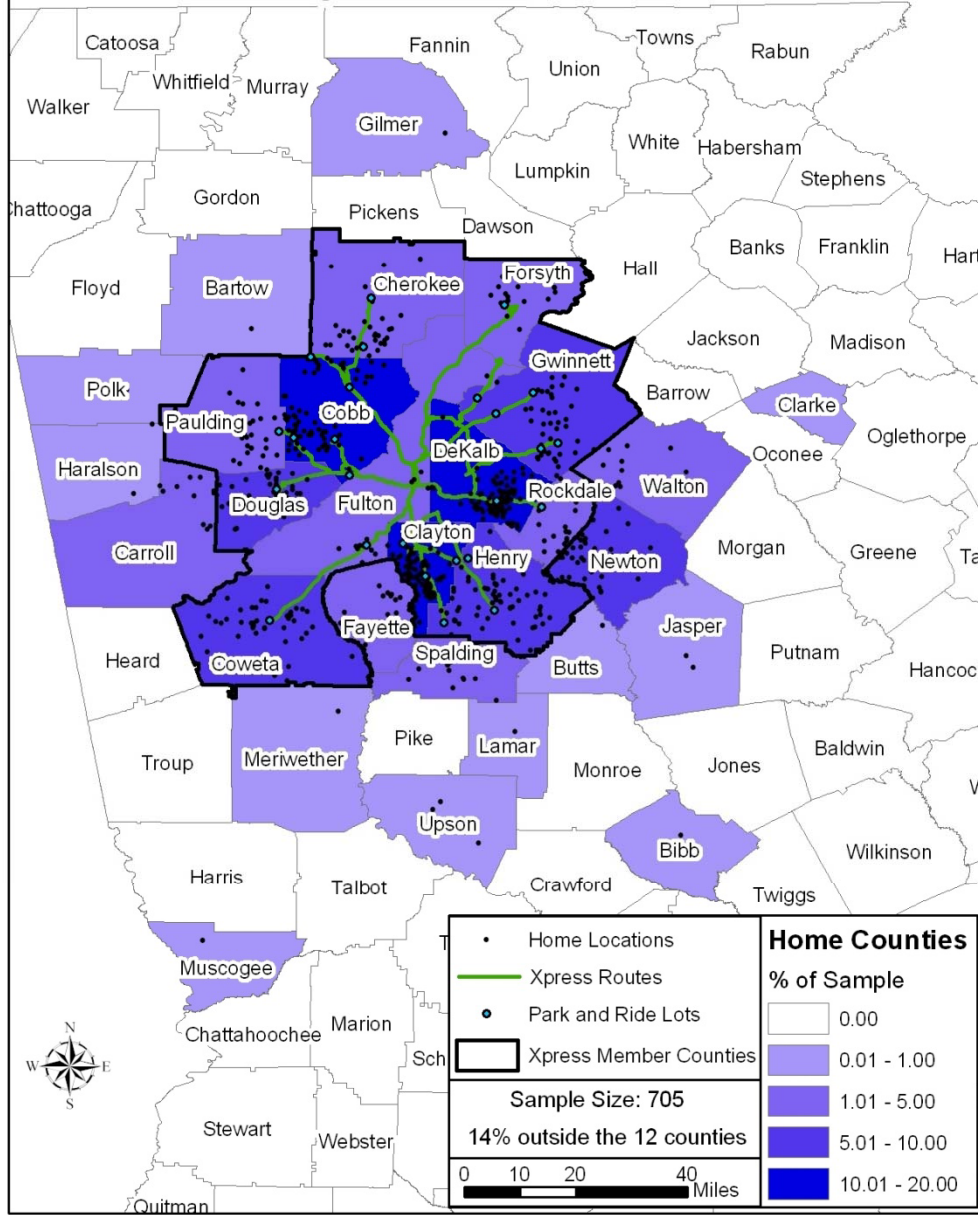 Fannin
Towns
Rabun
Catoosa
Union
Whitfield
Murray
Walker
Gilmer
White
Habersham
Lumpkin
Stephens
Gordon
Chattooga
Pickens
Dawson
Banks
Franklin
Hart
Hall
Floyd
Bartow
Cherokee
Forsyth
Jackson
Madison
Gwinnett
Barrow
Polk
Paulding
Cobb
Clarke
Oglethorpe
DeKalb
Oconee
Haralson
Douglas
Fulton
Rockdale
Walton
Carroll
Clayton
Henry
Newton
Morgan
Greene
Ta
Fayette
Jasper
Heard
Coweta
Spalding
Butts
Putnam
Hancoc
Troup
Meriwether
Pike
Lamar
Monroe
Jones
Baldwin
W
Upson
Bibb
Wilkinson
Harris
Talbot
Crawford
Twiggs
T
Muscogee
Chattahoochee
Marion
Sch
Stewart
Webster
Quitman
N
W E
S
Home Locations
Xpress Routes
Park and Ride Lots
Xpress Member Counties
Sample Size: 705
14% outside the 12 counties
0 10 20 40
Miles
Home Counties
% of Sample
0.00
0.01 - 1.00
1.01 - 5.00
5.01 - 10.00
10.01 - 20.00